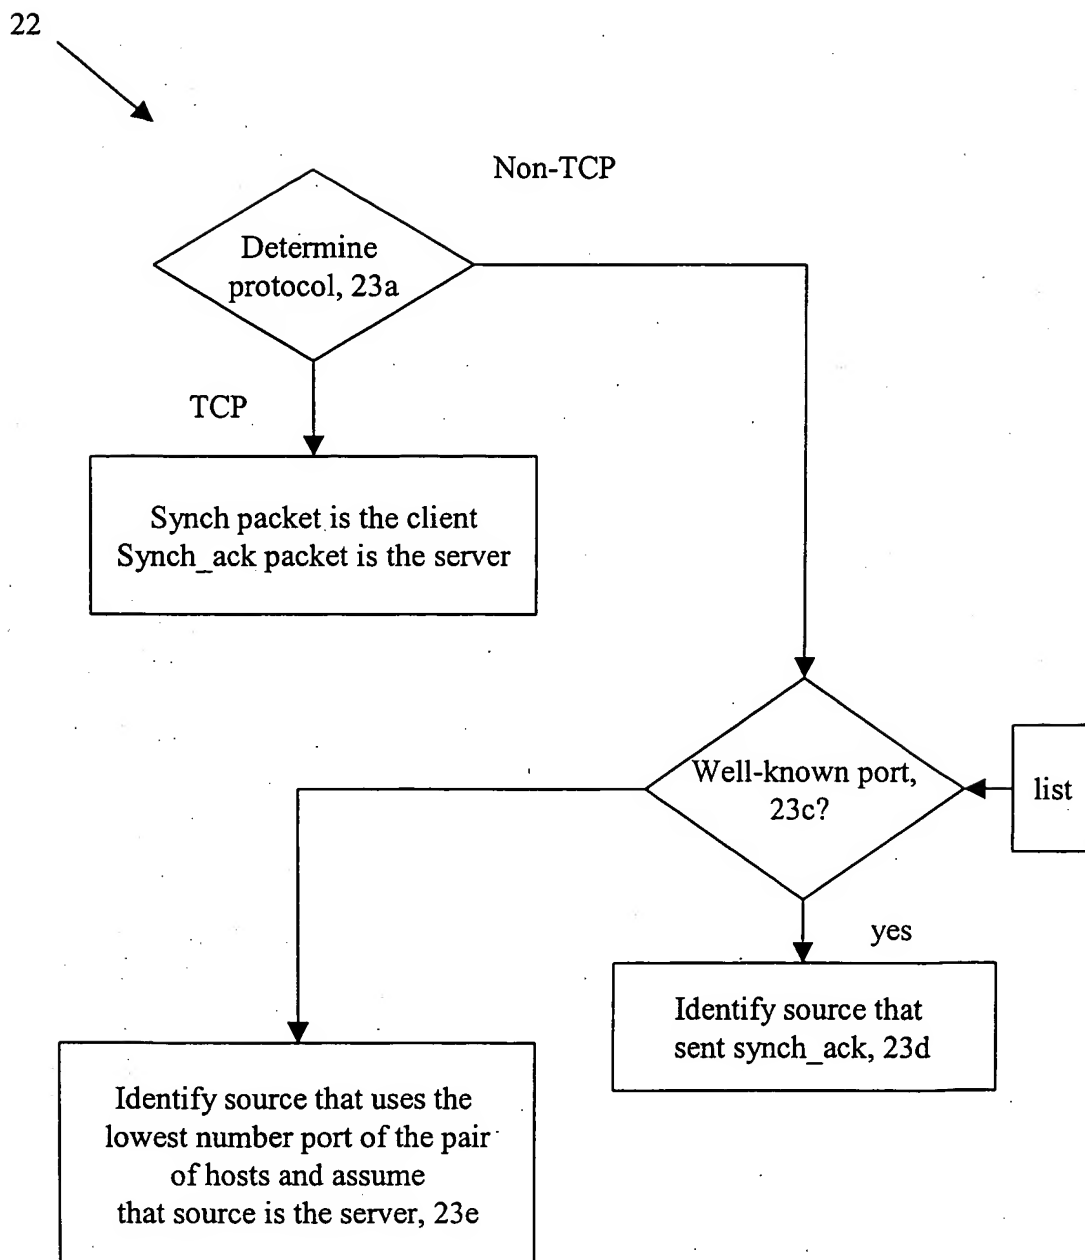 22
Non-TCP
Determine
protocol, 23a
TCP
Synch packet is the client
Synch_ack packet is the server
Well-known port,
23c?
list
yes
Identify source that
sent synch_ack, 23d
Identify source that uses the
lowest number port of the pair
of hosts and assume
that source is the server, 23e